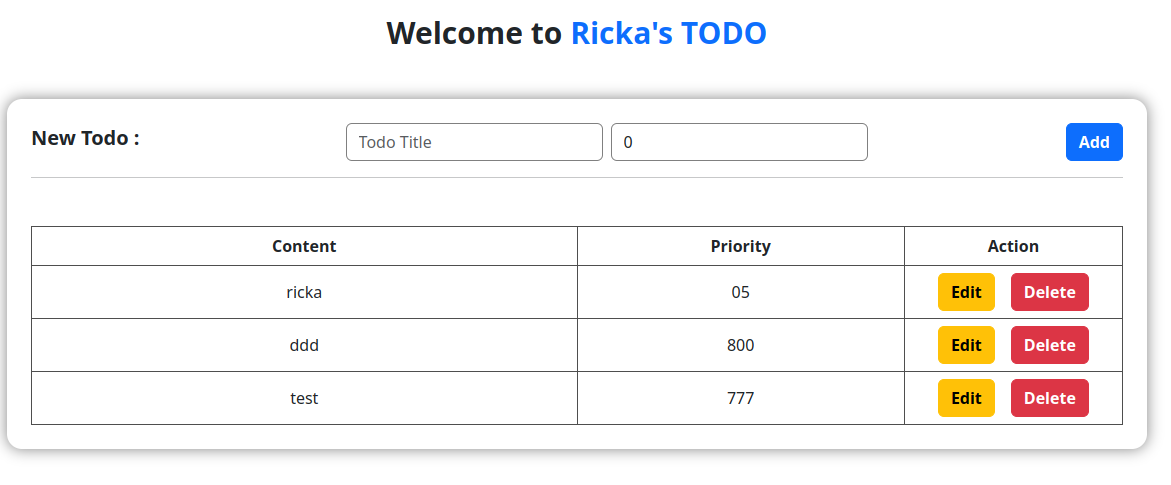 Welcome to Ricka's TODO
New Todo : Todo Title 0 Add
Content Priority Action
ricka 05 Edit Delete
ddd 800 Edit Delete
test 777 Edit Delete